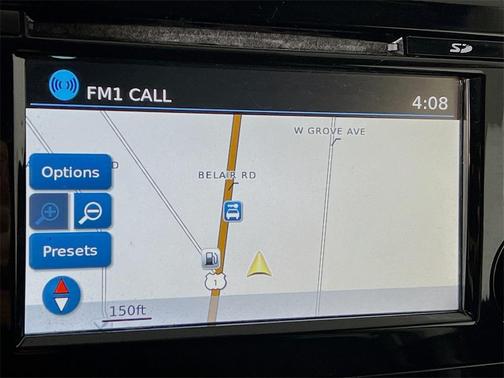 SD
FM1 CALL
4:08
W GROVE AVE
D
Options
BELAIR RD
Presets
1
150ft